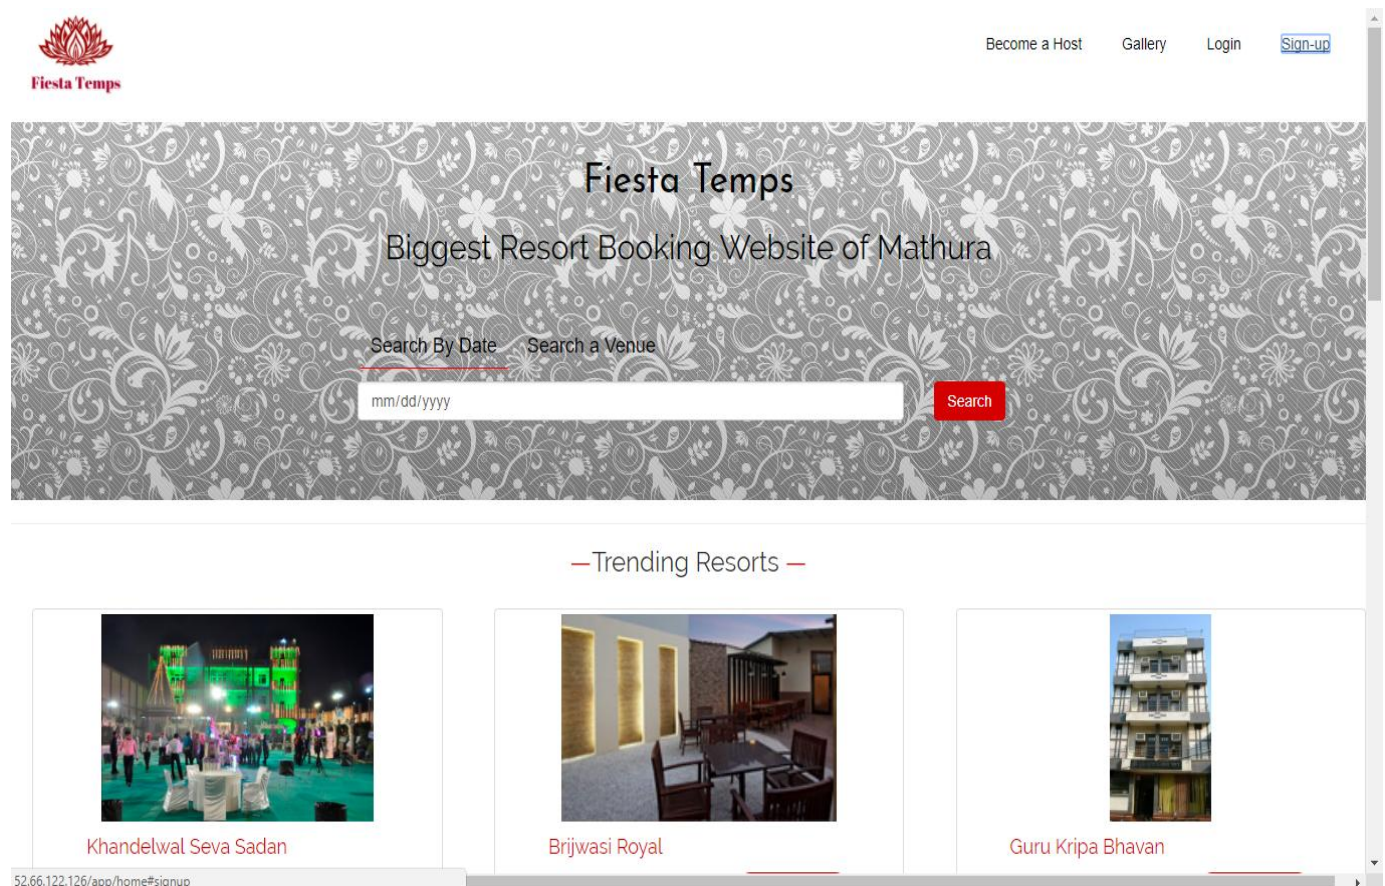 Become a Host Gallery Login Sign-up
Fiesta Temps
Fiesta Temps
Biggest Resort Booking Website of Mathura
Search By Date Search a Venue
mm/dd/yyyy Search
—Trending Resorts —
Khandelwal Seva Sadan Brijwasi Royal Guru Kripa Bhavan
52.66.122.126/app/home#signup